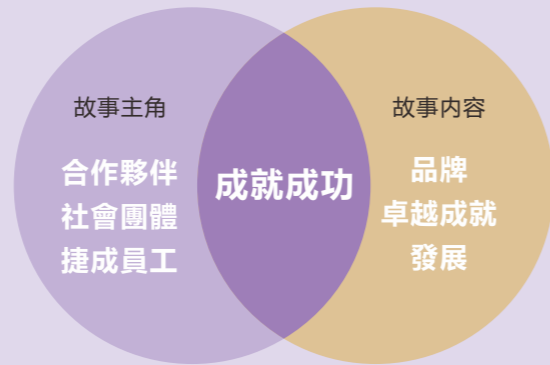 故事主角
合作夥伴
社會團體
捷成員工
成就成功
故事内容
品牌
卓越成就
發展